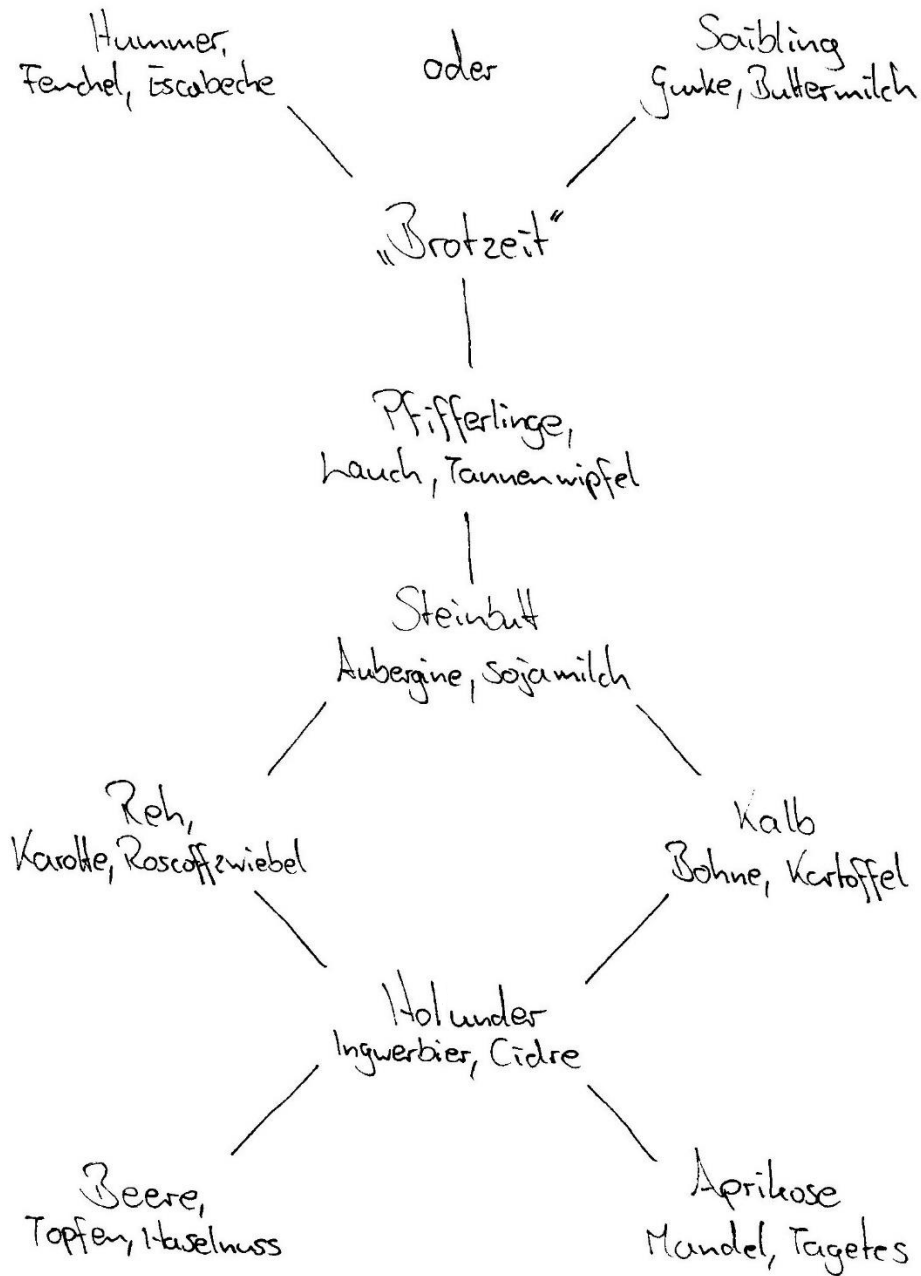 Hummer,
Fenchel, Escabeche
oder
Saibling
Gurke, Buttermilch
„Brotzeit“
Pfifferlinge,
Lauch, Tannenwipfel
Steinbutt
Aubergine, Sojamilch
Reh,
Karotte, Roscoffzwiebel
Kalb
Bohne, Kartoffel
Holunder
Ingwerbier, Cidre
Beere,
Topfen, Haselnuss
Aprikose
Mandel, Tagetes